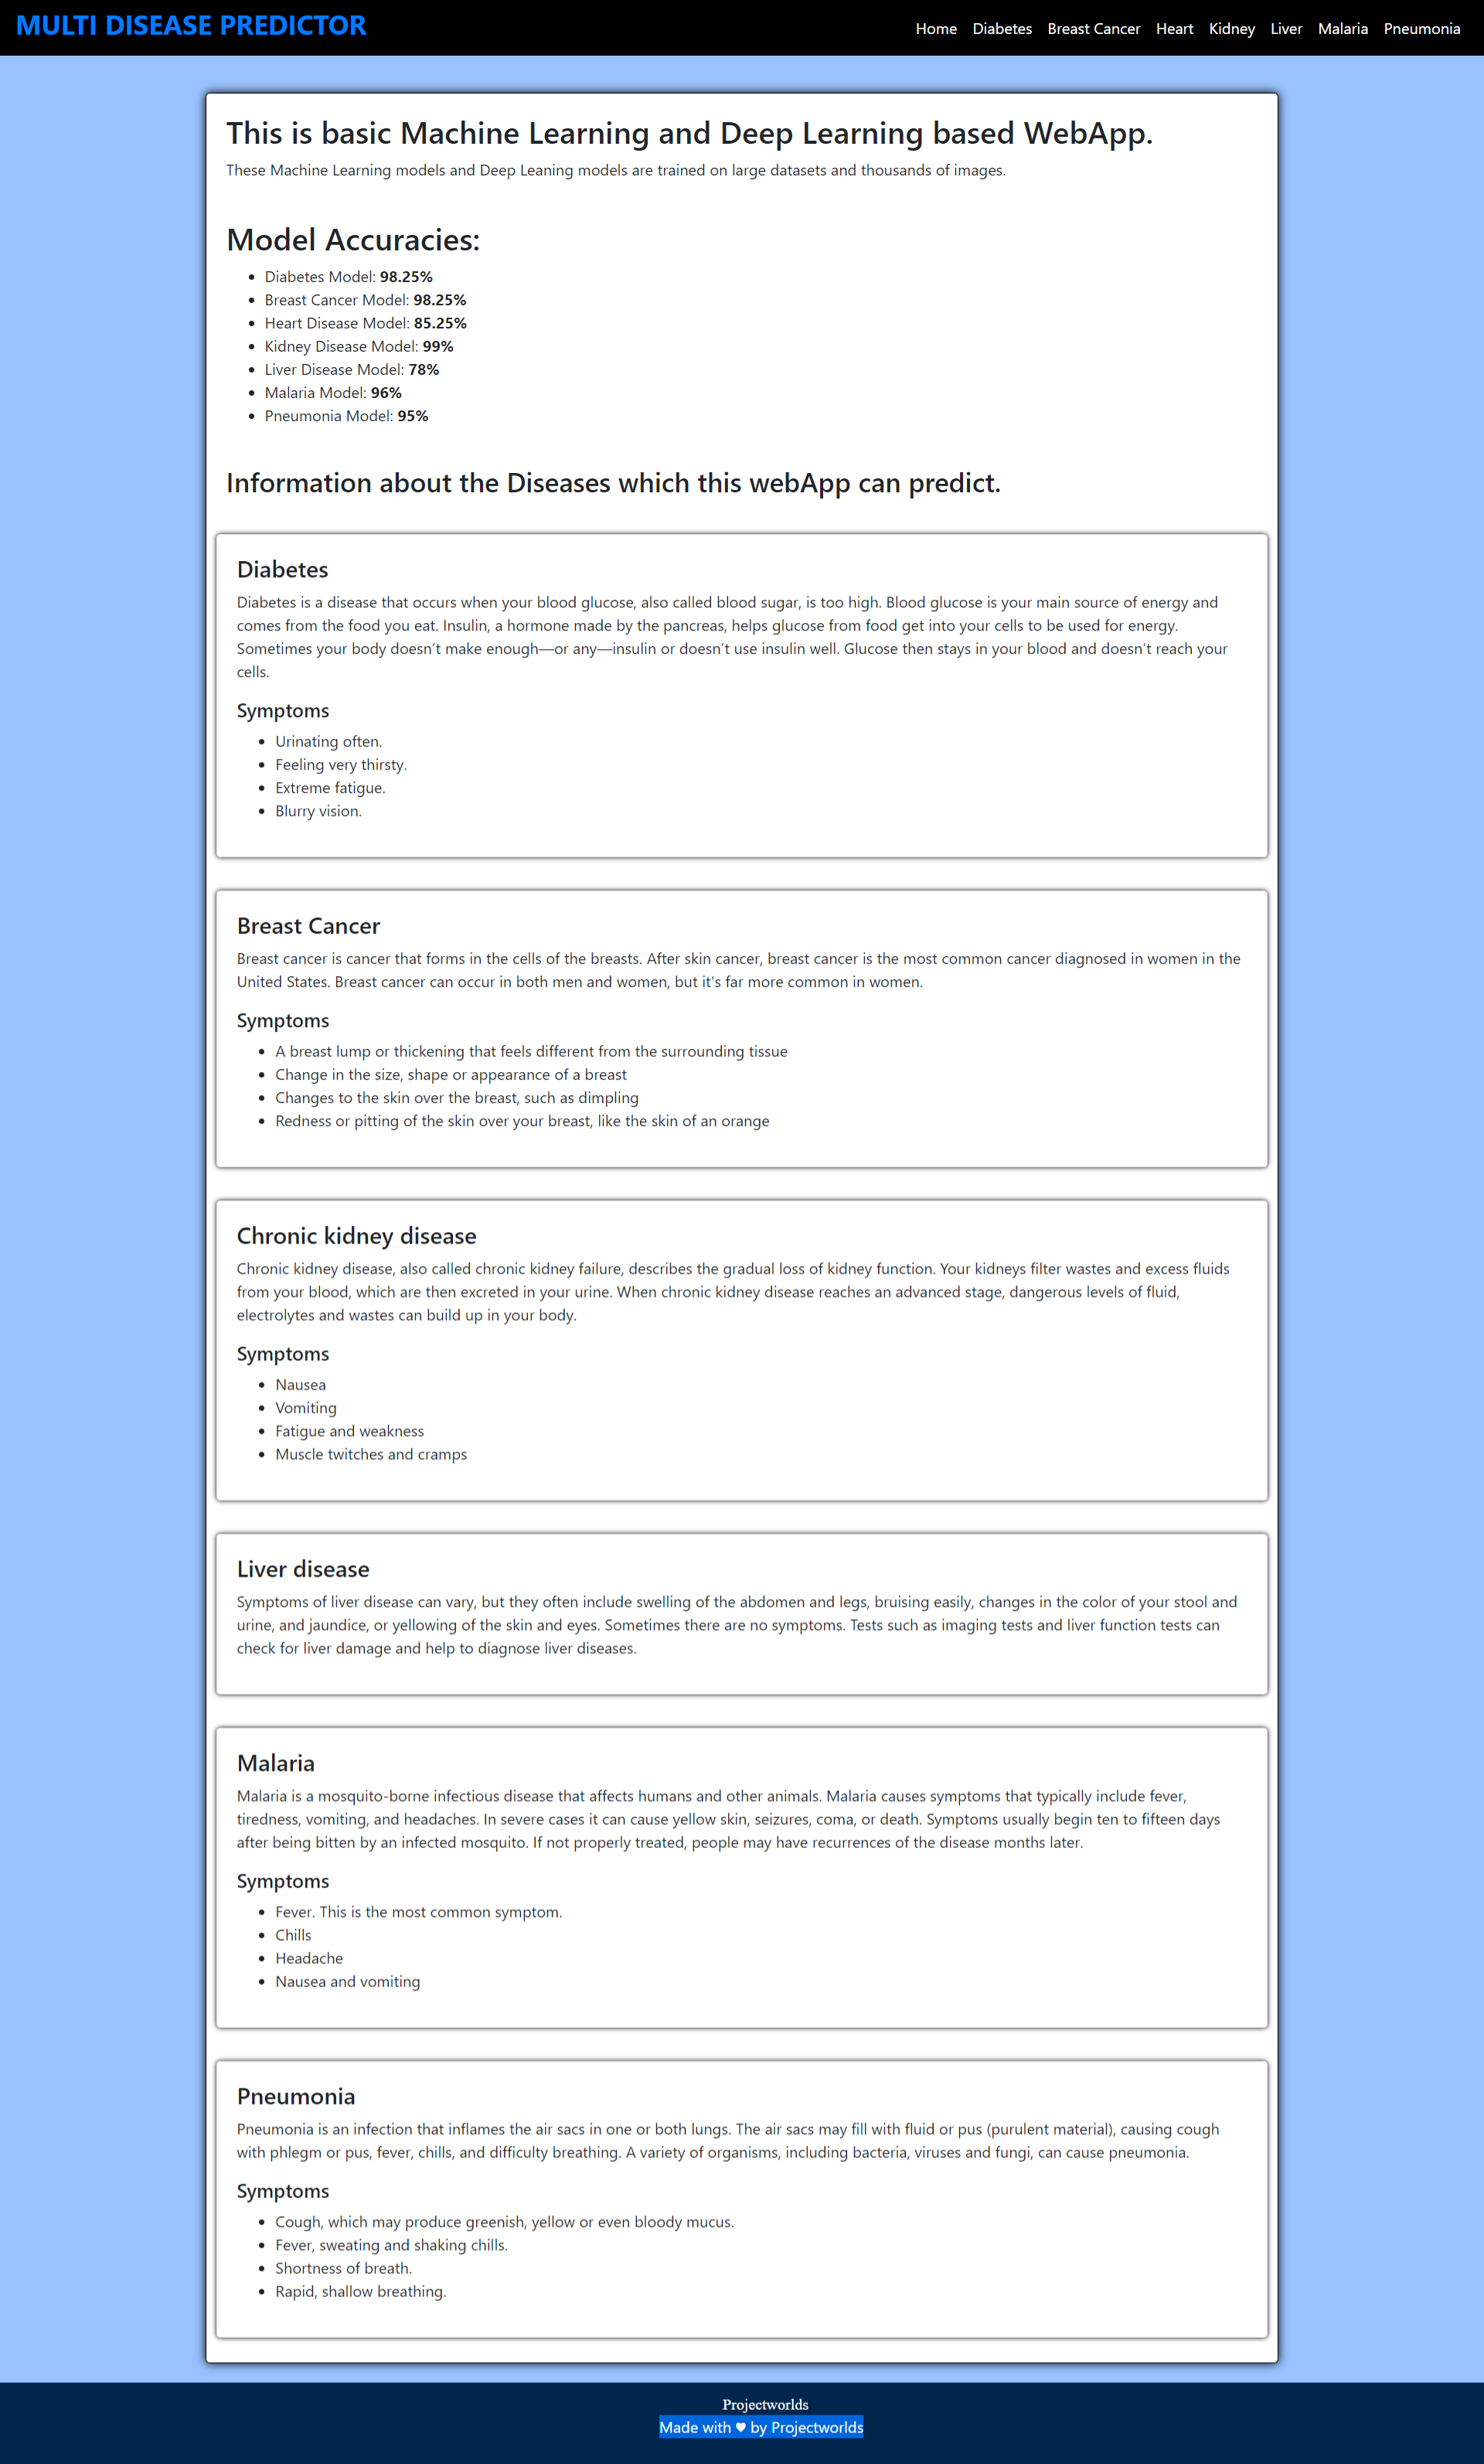 MULTI DISEASE PREDICTOR
Home Diabetes Breast Cancer Heart Kidney Liver Malaria Pneumonia
This is basic Machine Learning and Deep Learning based WebApp.
These Machine Learning models and Deep Leaning models are trained on large datasets and thousands of images.
Model Accuracies:
Diabetes Model: 98.25%
Breast Cancer Model: 98.25%
Heart Disease Model: 85.25%
Kidney Disease Model: 99%
Liver Disease Model: 78%
Malaria Model: 96%
Pneumonia Model: 95%
Information about the Diseases which this webApp can predict.
Diabetes
Diabetes is a disease that occurs when your blood glucose, also called blood sugar, is too high. Blood glucose is your main source of energy and
comes from the food you eat. Insulin, a hormone made by the pancreas, helps glucose from food get into your cells to be used for energy.
Sometimes your body doesn’t make enough—or any—insulin or doesn’t use insulin well. Glucose then stays in your blood and doesn’t reach your
cells.
Symptoms
Urinating often.
Feeling very thirsty.
Extreme fatigue.
Blurry vision.
Breast Cancer
Breast cancer is cancer that forms in the cells of the breasts. After skin cancer, breast cancer is the most common cancer diagnosed in women in the
United States. Breast cancer can occur in both men and women, but it's far more common in women.
Symptoms
A breast lump or thickening that feels different from the surrounding tissue
Change in the size, shape or appearance of a breast
Changes to the skin over the breast, such as dimpling
Redness or pitting of the skin over your breast, like the skin of an orange
Chronic kidney disease
Chronic kidney disease, also called chronic kidney failure, describes the gradual loss of kidney function. Your kidneys filter wastes and excess fluids
from your blood, which are then excreted in your urine. When chronic kidney disease reaches an advanced stage, dangerous levels of fluid,
electrolytes and wastes can build up in your body.
Symptoms
Nausea
Vomiting
Fatigue and weakness
Muscle twitches and cramps
Liver disease
Symptoms of liver disease can vary, but they often include swelling of the abdomen and legs, bruising easily, changes in the color of your stool and
urine, and jaundice, or yellowing of the skin and eyes. Sometimes there are no symptoms. Tests such as imaging tests and liver function tests can
check for liver damage and help to diagnose liver diseases.
Malaria
Malaria is a mosquito-borne infectious disease that affects humans and other animals. Malaria causes symptoms that typically include fever,
tiredness, vomiting, and headaches. In severe cases it can cause yellow skin, seizures, coma, or death. Symptoms usually begin ten to fifteen days
after being bitten by an infected mosquito. If not properly treated, people may have recurrences of the disease months later.
Symptoms
Fever. This is the most common symptom.
Chills
Headache
Nausea and vomiting
Pneumonia
Pneumonia is an infection that inflames the air sacs in one or both lungs. The air sacs may fill with fluid or pus (purulent material), causing cough
with phlegm or pus, fever, chills, and difficulty breathing. A variety of organisms, including bacteria, viruses and fungi, can cause pneumonia.
Symptoms
Cough, which may produce greenish, yellow or even bloody mucus.
Fever, sweating and shaking chills.
Shortness of breath.
Rapid, shallow breathing.
Projectworlds
Made with ♥ by Projectworlds